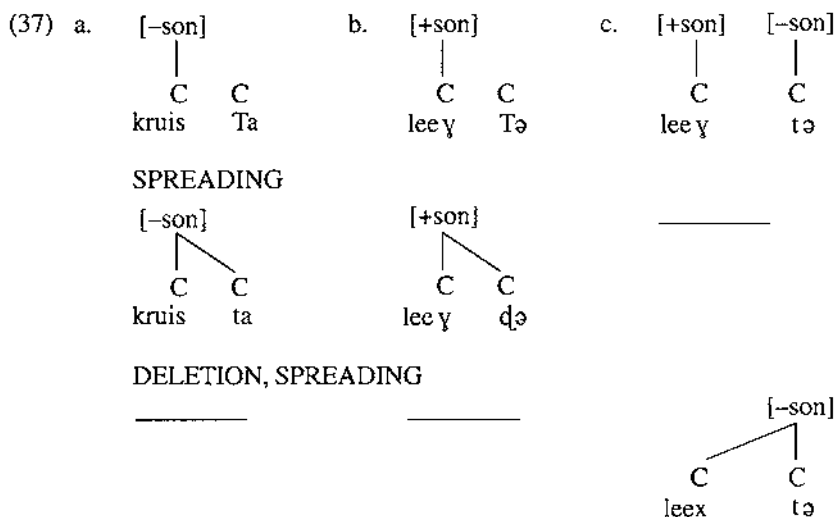 (37) a. [–son] b. [+son] c. [+son] [–son]
C C C C C C
kruis Ta leeɣ̣ Tə leeɣ̣ tə
SPREADING
[–son] [+son]
C C C C
kruis ta leeɣ̣ ḍə
DELETION, SPREADING
[–son]
C C
leex tə